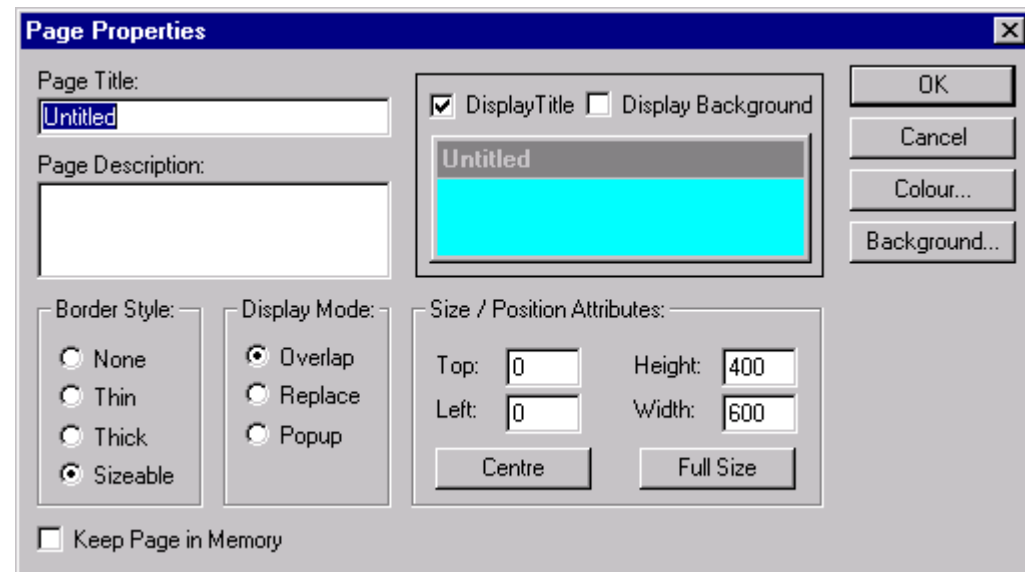 Page Properties
Page Title:
Untitled
Page Description:
DisplayTitle
Display Background
Untitled
OK
Cancel
Colour...
Background...
Border Style:
None
Thin
Thick
Sizeable
Display Mode:
Overlap
Replace
Popup
Size / Position Attributes:
Top: 0 Height: 400
Left: 0 Width: 600
Centre Full Size
Keep Page in Memory